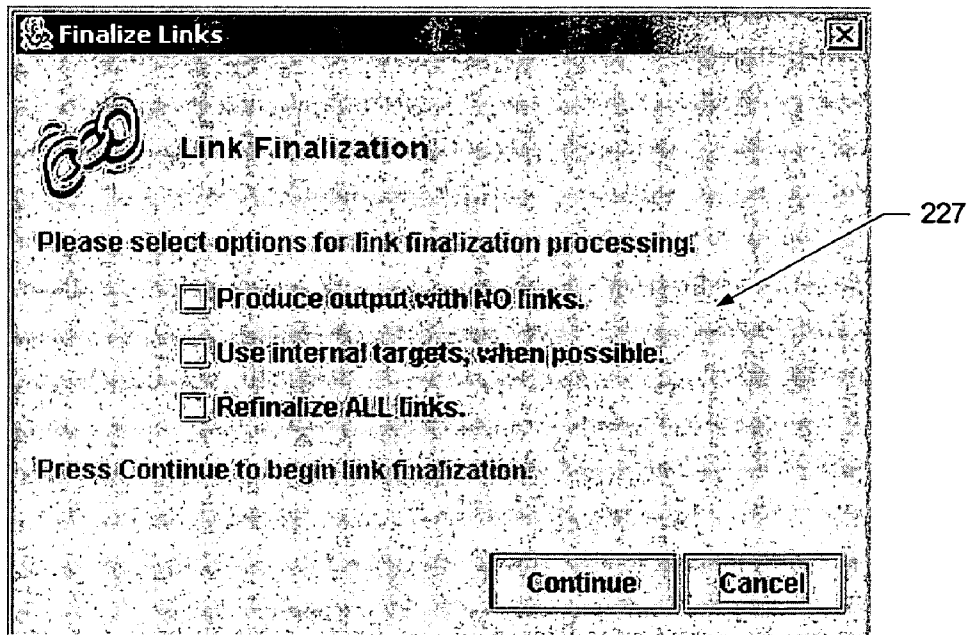 Finalize Links
Link Finalization
227
Please select options for link finalization processing:
Produce output with NO links.
Use internal targets, when possible.
Refinalize ALL links.
Press Continue to begin link finalization.
Continue Cancel